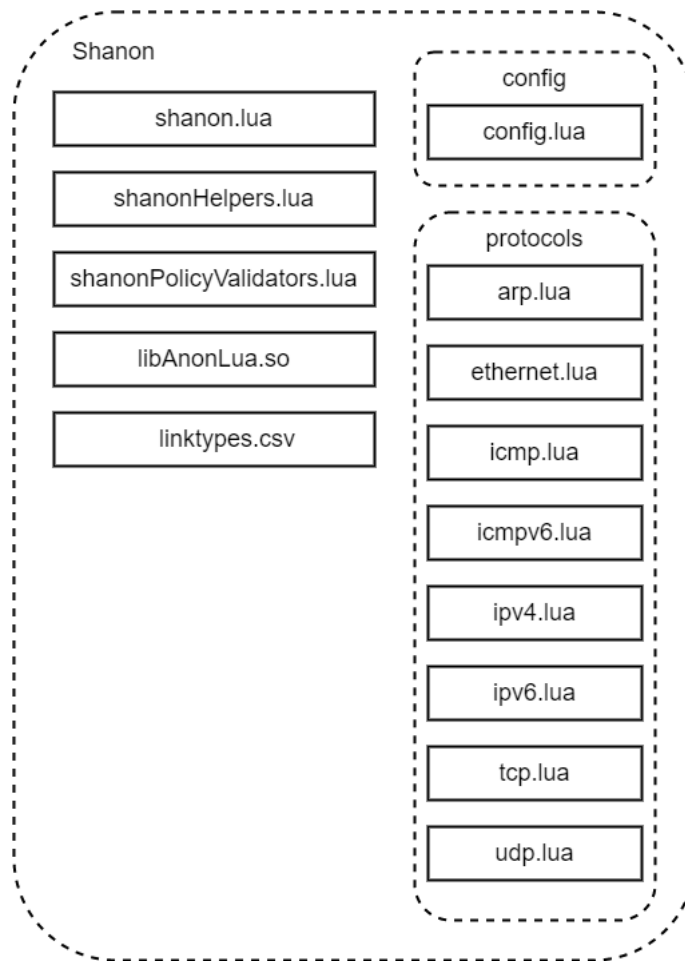 Shanon
shanon.lua
shanonHelpers.lua
shanonPolicyValidators.lua
libAnonLua.so
linktypes.csv
config
config.lua
protocols
arp.lua
ethernet.lua
icmp.lua
icmpv6.lua
ipv4.lua
ipv6.lua
tcp.lua
udp.lua